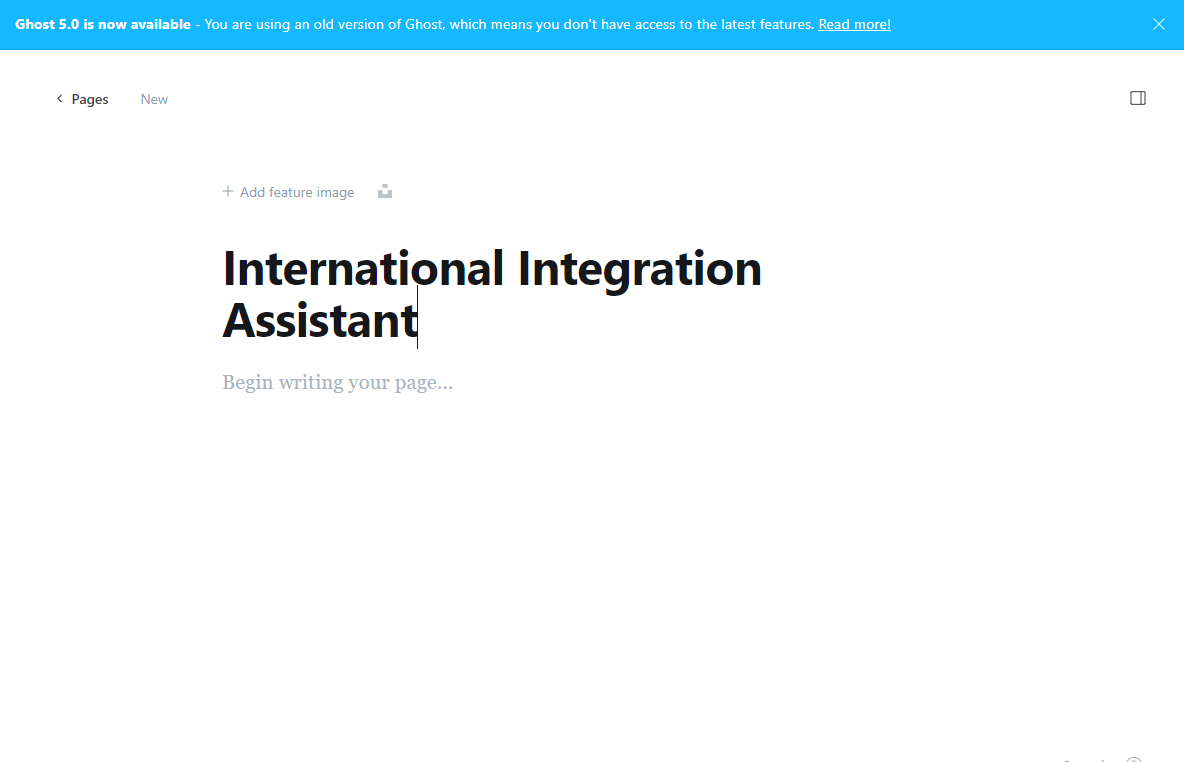 Ghost 5.0 is now available - You are using an old version of Ghost, which means you don't have access to the latest features. Read more!
Pages New
Add feature image
International Integration
Assistant
Begin writing your page...